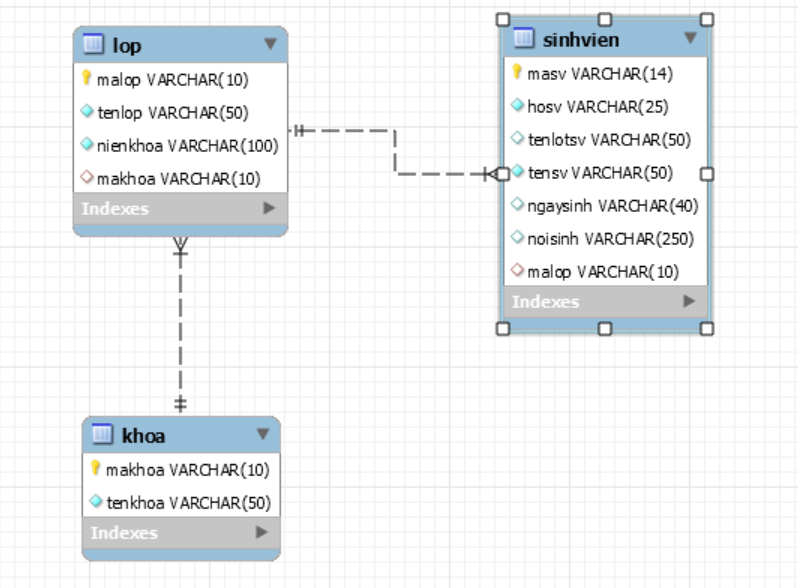 lop
malop VARCHAR(10)
tenlop VARCHAR(50)
nienkhoa VARCHAR(100)
makhoa VARCHAR(10)
Indexes
sinhvien
masv VARCHAR(14)
hosv VARCHAR(25)
tenlotsv VARCHAR(50)
tensv VARCHAR(50)
ngaysinh VARCHAR(40)
noisinh VARCHAR(250)
malop VARCHAR(10)
Indexes
khoa
makhoa VARCHAR(10)
tenkhoa VARCHAR(50)
Indexes